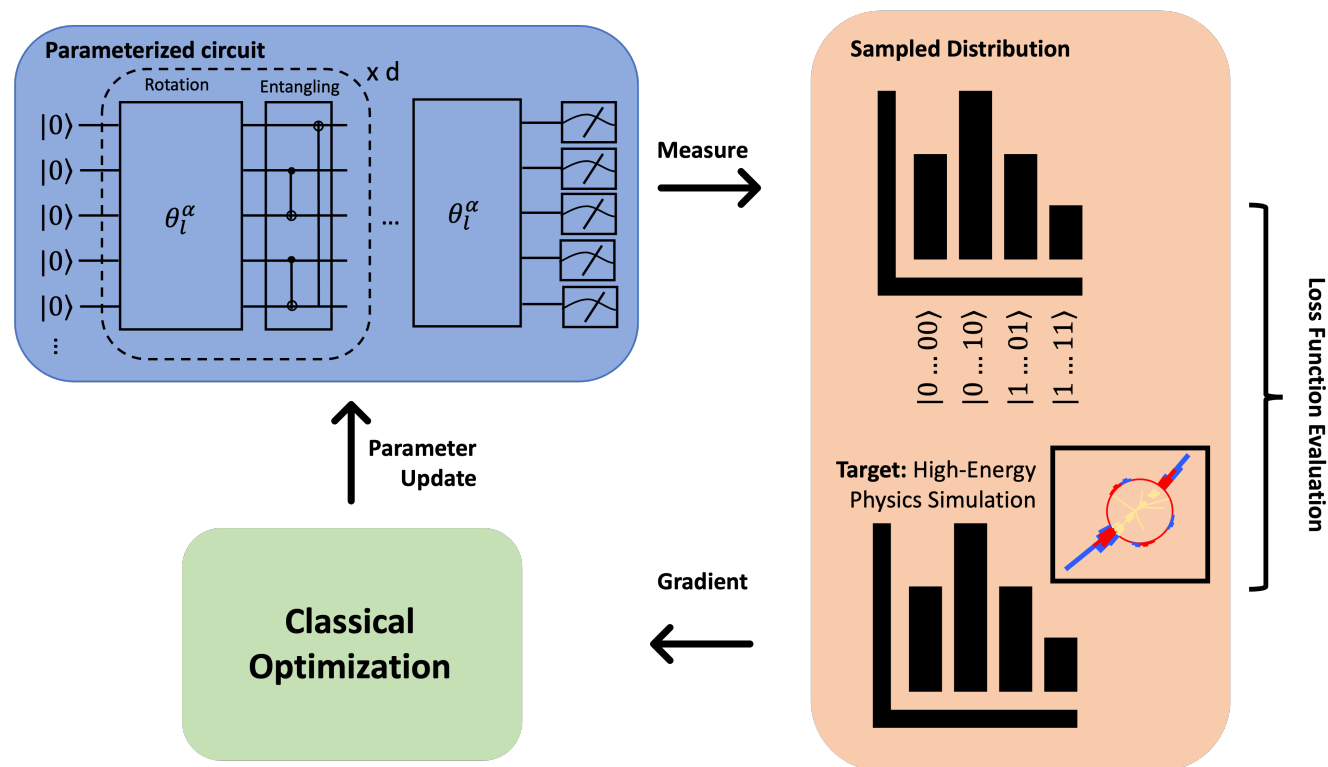 Parameterized circuit
x d
Rotation
Entangling
|0⟩
|0⟩
|0⟩
|0⟩
|0⟩
⋮
θ_l^α
...
θ_l^α
Measure
Sampled Distribution
|0 ... 00⟩
|0 ... 10⟩
|1 ... 01⟩
|1 ... 11⟩
Target: High-Energy
Physics Simulation
Loss Function Evaluation
Gradient
Classical
Optimization
Parameter
Update